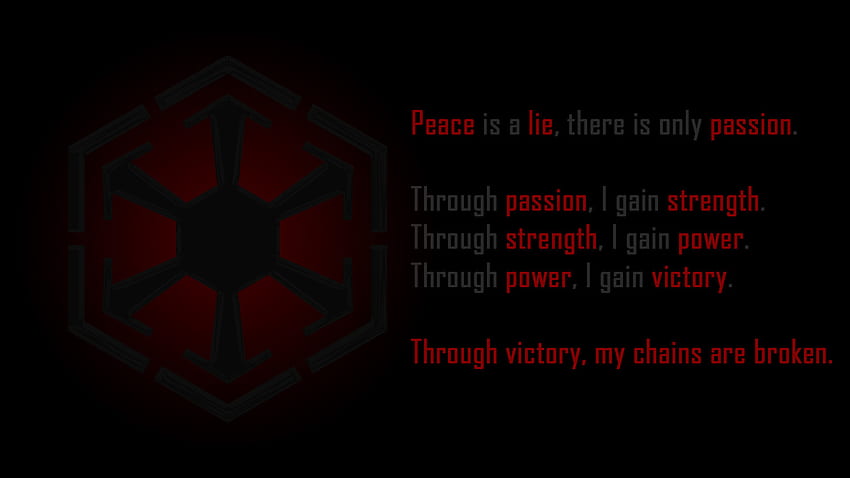 Peace is a lie, there is only passion.
Through passion, I gain strength.
Through strength, I gain power.
Through power, I gain victory.
Through victory, my chains are broken.